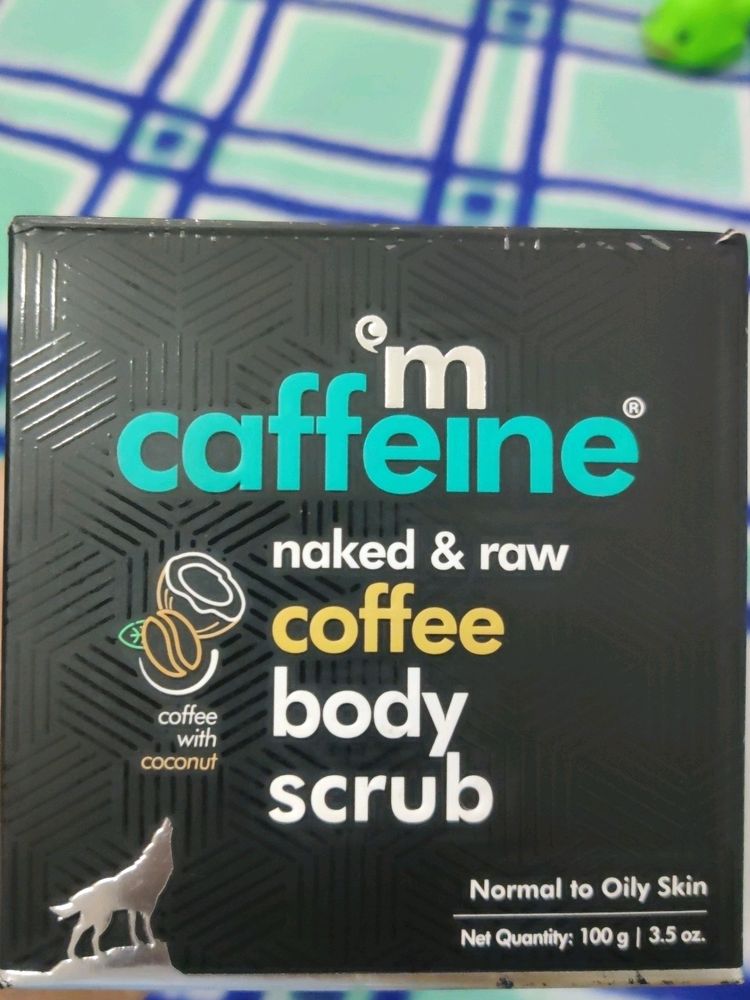 'm
caffeine®
naked & raw
coffee
body
scrub
coffee
with
coconut
Normal to Oily Skin
Net Quantity: 100 g | 3.5 oz.